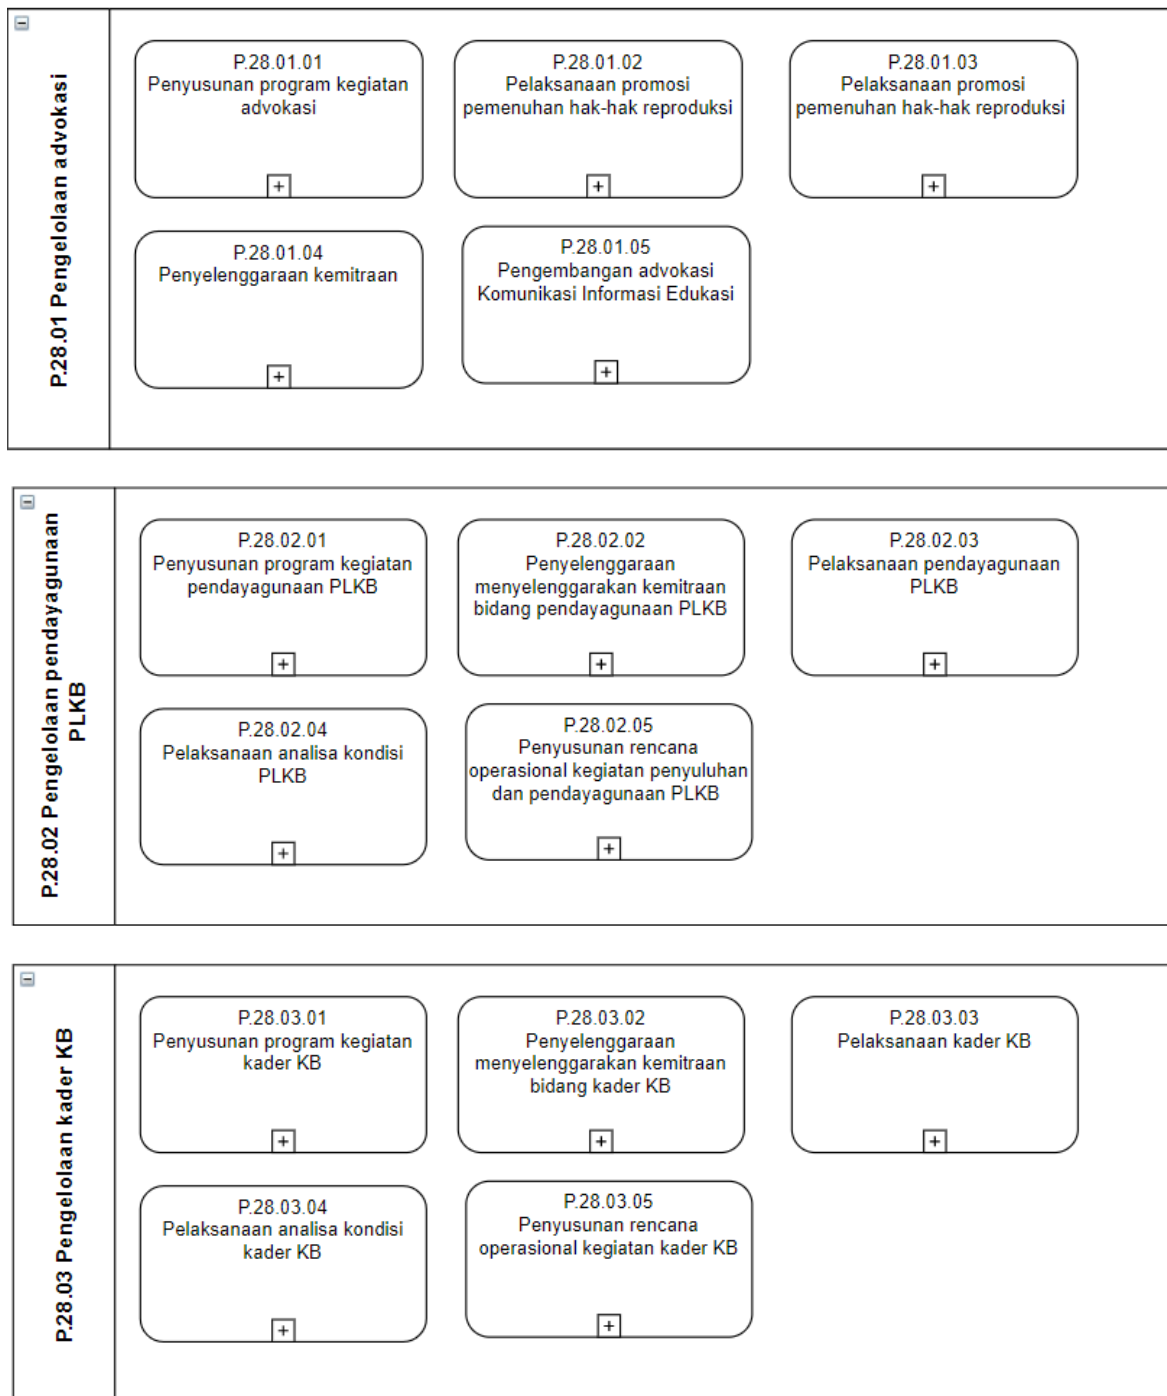 P.28.01 Pengelolaan advokasi
P.28.01.01
Penyusunan program kegiatan
advokasi
P.28.01.02
Pelaksanaan promosi
pemenuhan hak-hak reproduksi
P.28.01.03
Pelaksanaan promosi
pemenuhan hak-hak reproduksi
P.28.01.04
Penyelenggaraan kemitraan
P.28.01.05
Pengembangan advokasi
Komunikasi Informasi Edukasi
P.28.02 Pengelolaan pendayagunaan
PLKB
P.28.02.01
Penyusunan program kegiatan
pendayagunaan PLKB
P.28.02.02
Penyelenggaraan
menyelenggarakan kemitraan
bidang pendayagunaan PLKB
P.28.02.03
Pelaksanaan pendayagunaan
PLKB
P.28.02.04
Pelaksanaan analisa kondisi
PLKB
P.28.02.05
Penyusunan rencana
operasional kegiatan penyuluhan
dan pendayagunaan PLKB
P.28.03 Pengelolaan kader KB
P.28.03.01
Penyusunan program kegiatan
kader KB
P.28.03.02
Penyelenggaraan
menyelenggarakan kemitraan
bidang kader KB
P.28.03.03
Pelaksanaan kader KB
P.28.03.04
Pelaksanaan analisa kondisi
kader KB
P.28.03.05
Penyusunan rencana
operasional kegiatan kader KB